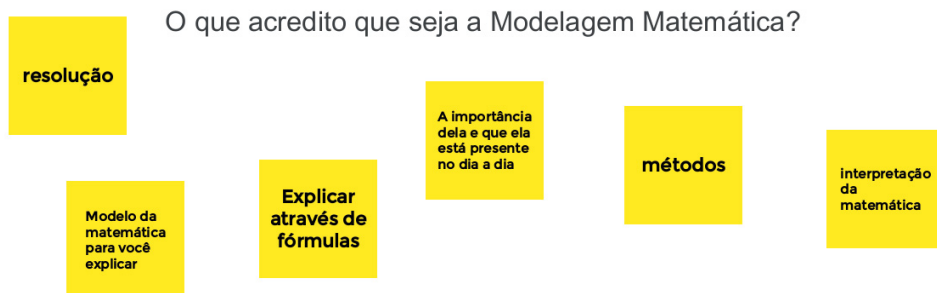 O que acredito que seja a Modelagem Matemática?
resolução
Modelo da
matemática
para você
explicar
Explicar
através de
fórmulas
A importância
dela e que ela
está presente
no dia a dia
métodos
interpretação
da
matemática